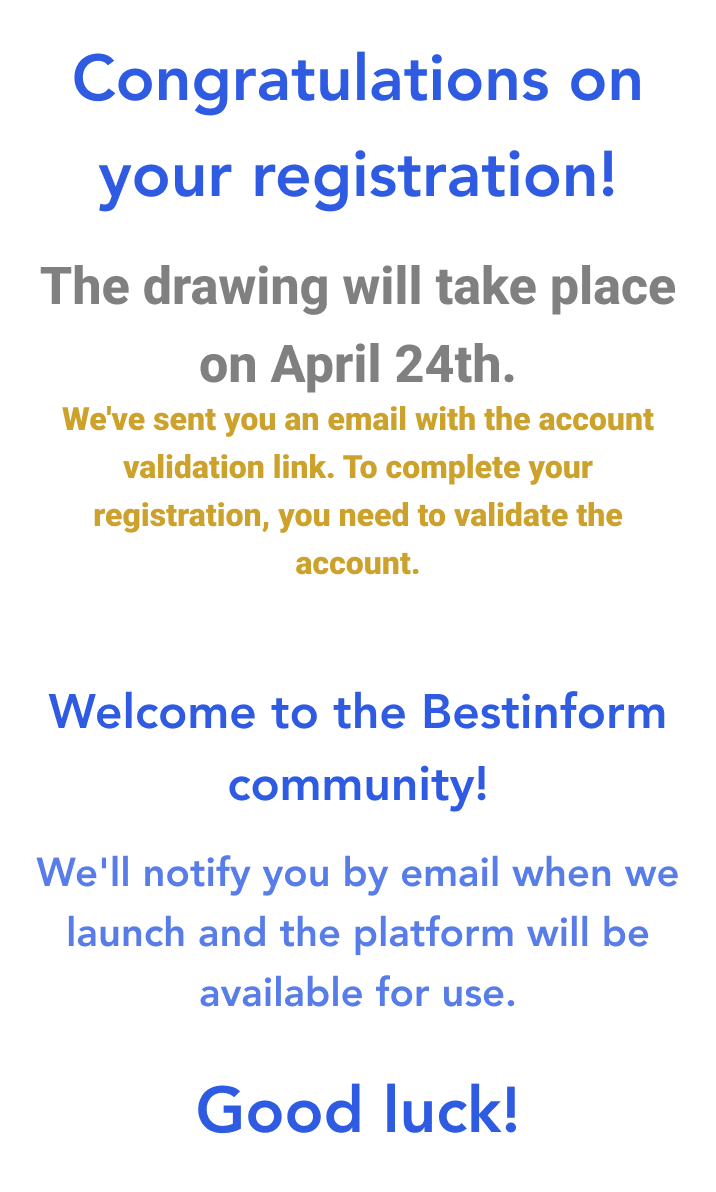 Congratulations on
your registration!
The drawing will take place
on April 24th.
We've sent you an email with the account
validation link. To complete your
registration, you need to validate the
account.
Welcome to the Bestinform
community!
We'll notify you by email when we
launch and the platform will be
available for use.
Good luck!